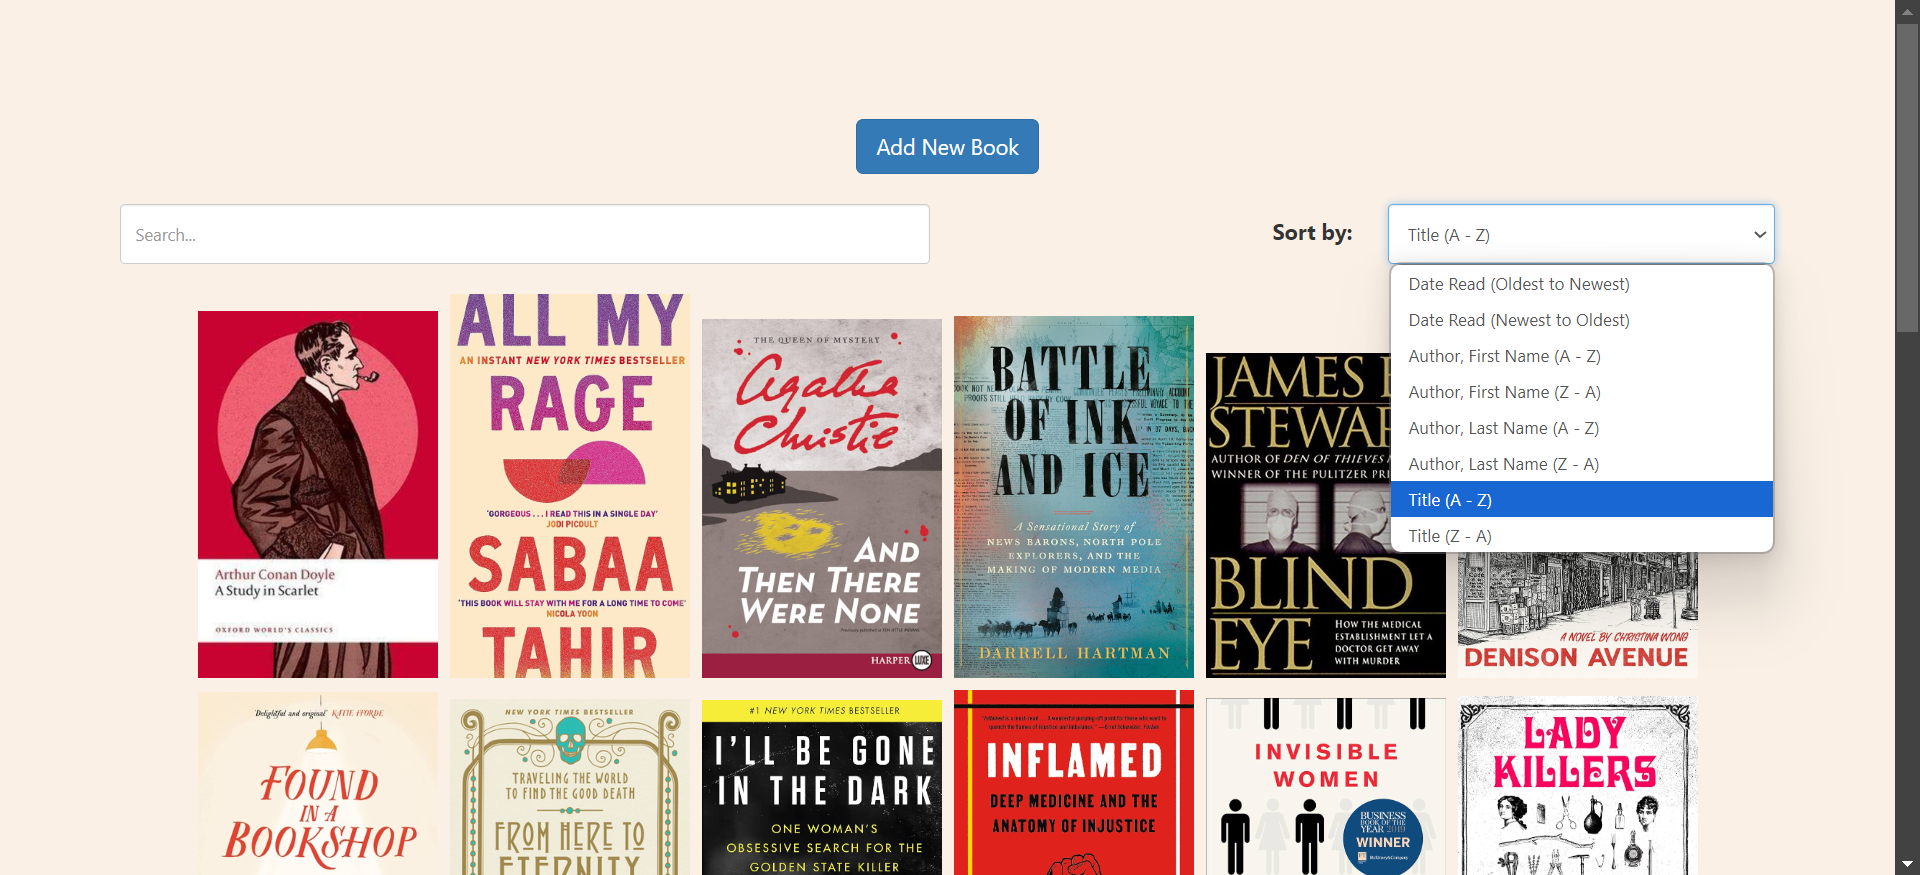 Add New Book
Search...
Sort by:
Title (A - Z)
Date Read (Oldest to Newest)
Date Read (Newest to Oldest)
Author, First Name (A - Z)
Author, First Name (Z - A)
Author, Last Name (A - Z)
Author, Last Name (Z - A)
Title (A - Z)
Title (Z - A)
Arthur Conan Doyle
A Study in Scarlet
OXFORD WORLD'S CLASSICS
ALL MY
AN INSTANT NEW YORK TIMES BESTSELLER
RAGE
'GORGEOUS . . . I READ THIS IN A SINGLE DAY'
JODI PICOULT
SABAA
'THIS BOOK WILL STAY WITH ME FOR A LONG TIME TO COME'
NICOLA YOON
TAHIR
THE QUEEN OF MYSTERY
Agatha
Christie
AND
THEN THERE
WERE NONE
HARPER LUXE
BATTLE
OF INK
AND ICE
A Sensational Story of
NEWS BARONS, NORTH POLE
EXPLORERS, AND THE
MAKING OF MODERN MEDIA
DARRELL HARTMAN
JAMES
STEWAR
AUTHOR OF DEN OF THIEVES
WINNER OF THE PULITZER PRI
BLIND
EYE
HOW THE MEDICAL
ESTABLISHMENT LET A
DOCTOR GET AWAY
WITH MURDER
A NOVEL BY CHRISTINA WONG
DENISON AVENUE
'Delightful and original' KATIE FFORDE
FOUND
IN A
BOOKSHOP
NEW YORK TIMES BESTSELLER
TRAVELING THE WORLD
TO FIND THE GOOD DEATH
FROM HERE TO
ETERNITY
#1 NEW YORK TIMES BESTSELLER
I'LL BE GONE
IN THE DARK
ONE WOMAN'S
OBSESSIVE SEARCH FOR THE
GOLDEN STATE KILLER
INFLAMED
DEEP MEDICINE AND THE
ANATOMY OF INJUSTICE
INVISIBLE
WOMEN
BUSINESS
BOOK OF THE
YEAR 2019
WINNER
McKinsey & Company
LADY
KILLERS